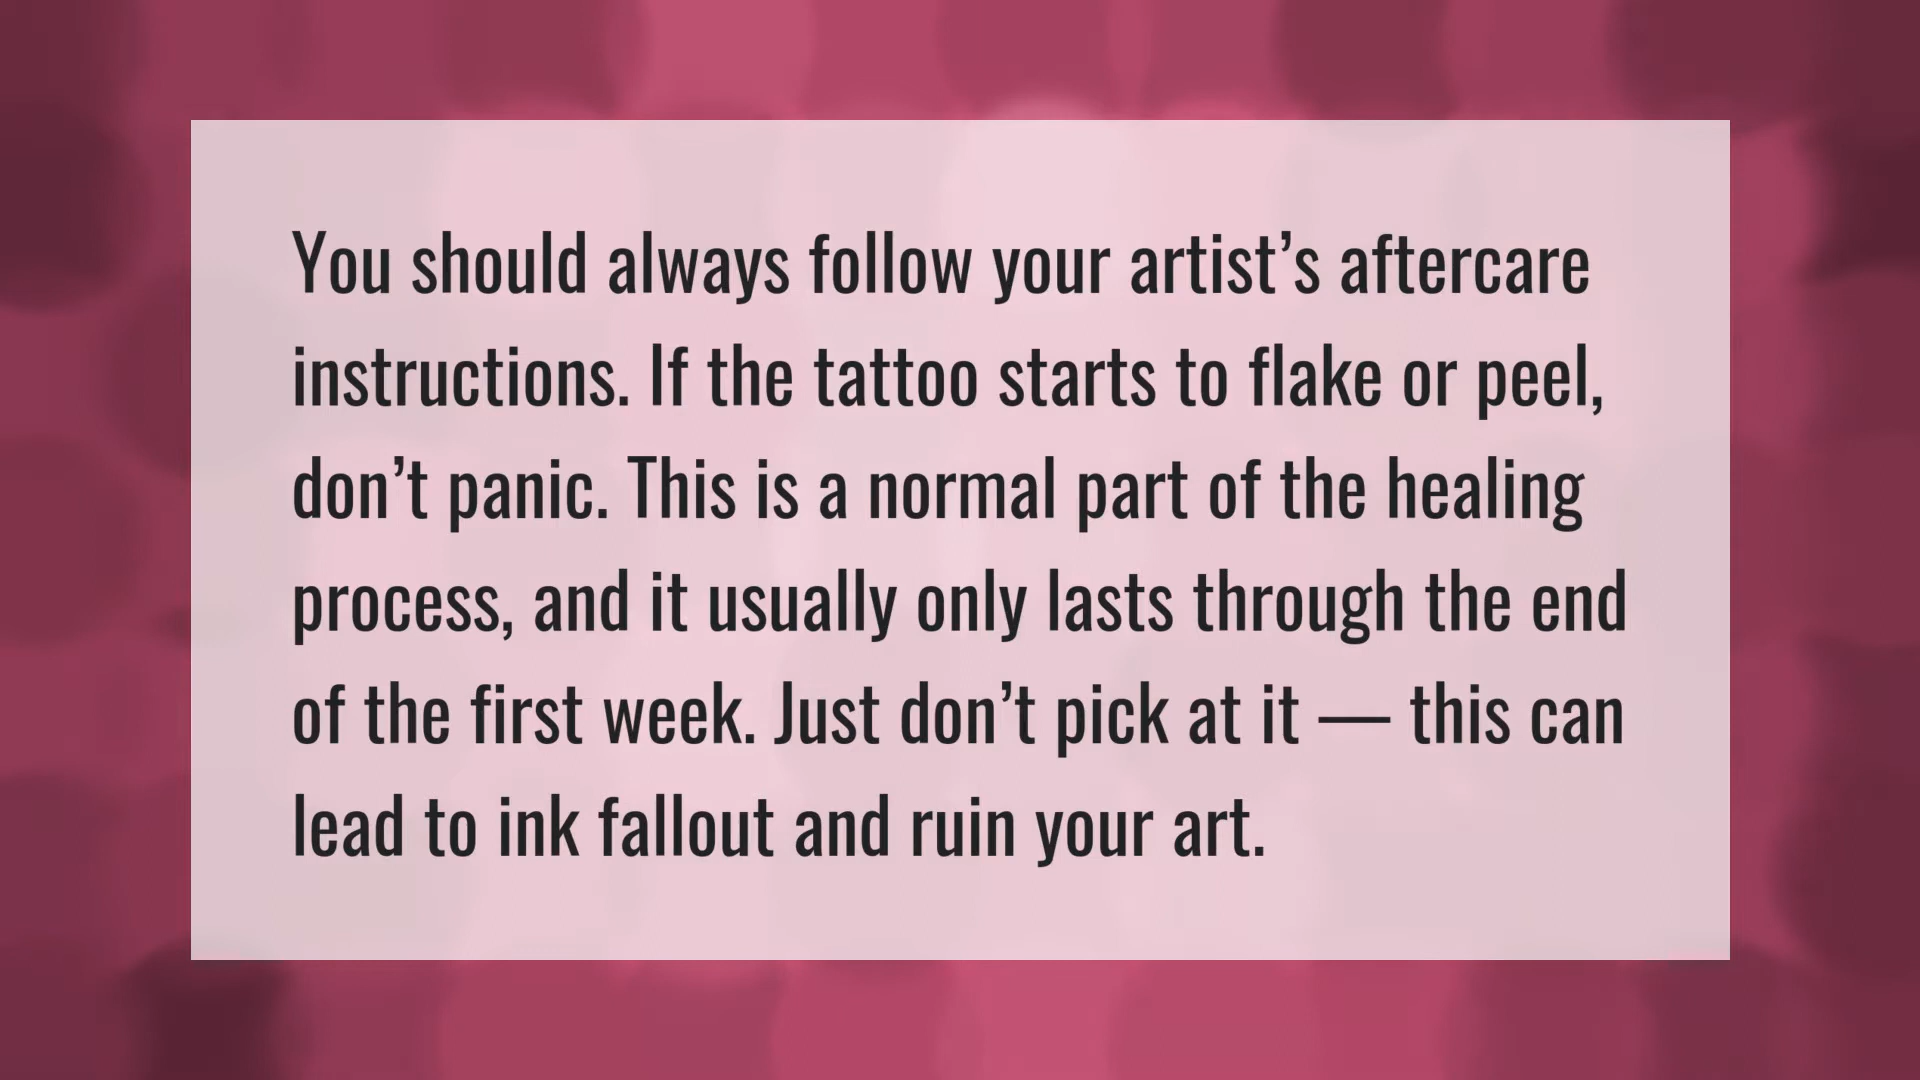 You should always follow your artist’s aftercare
instructions. If the tattoo starts to flake or peel,
don’t panic. This is a normal part of the healing
process, and it usually only lasts through the end
of the first week. Just don’t pick at it — this can
lead to ink fallout and ruin your art.